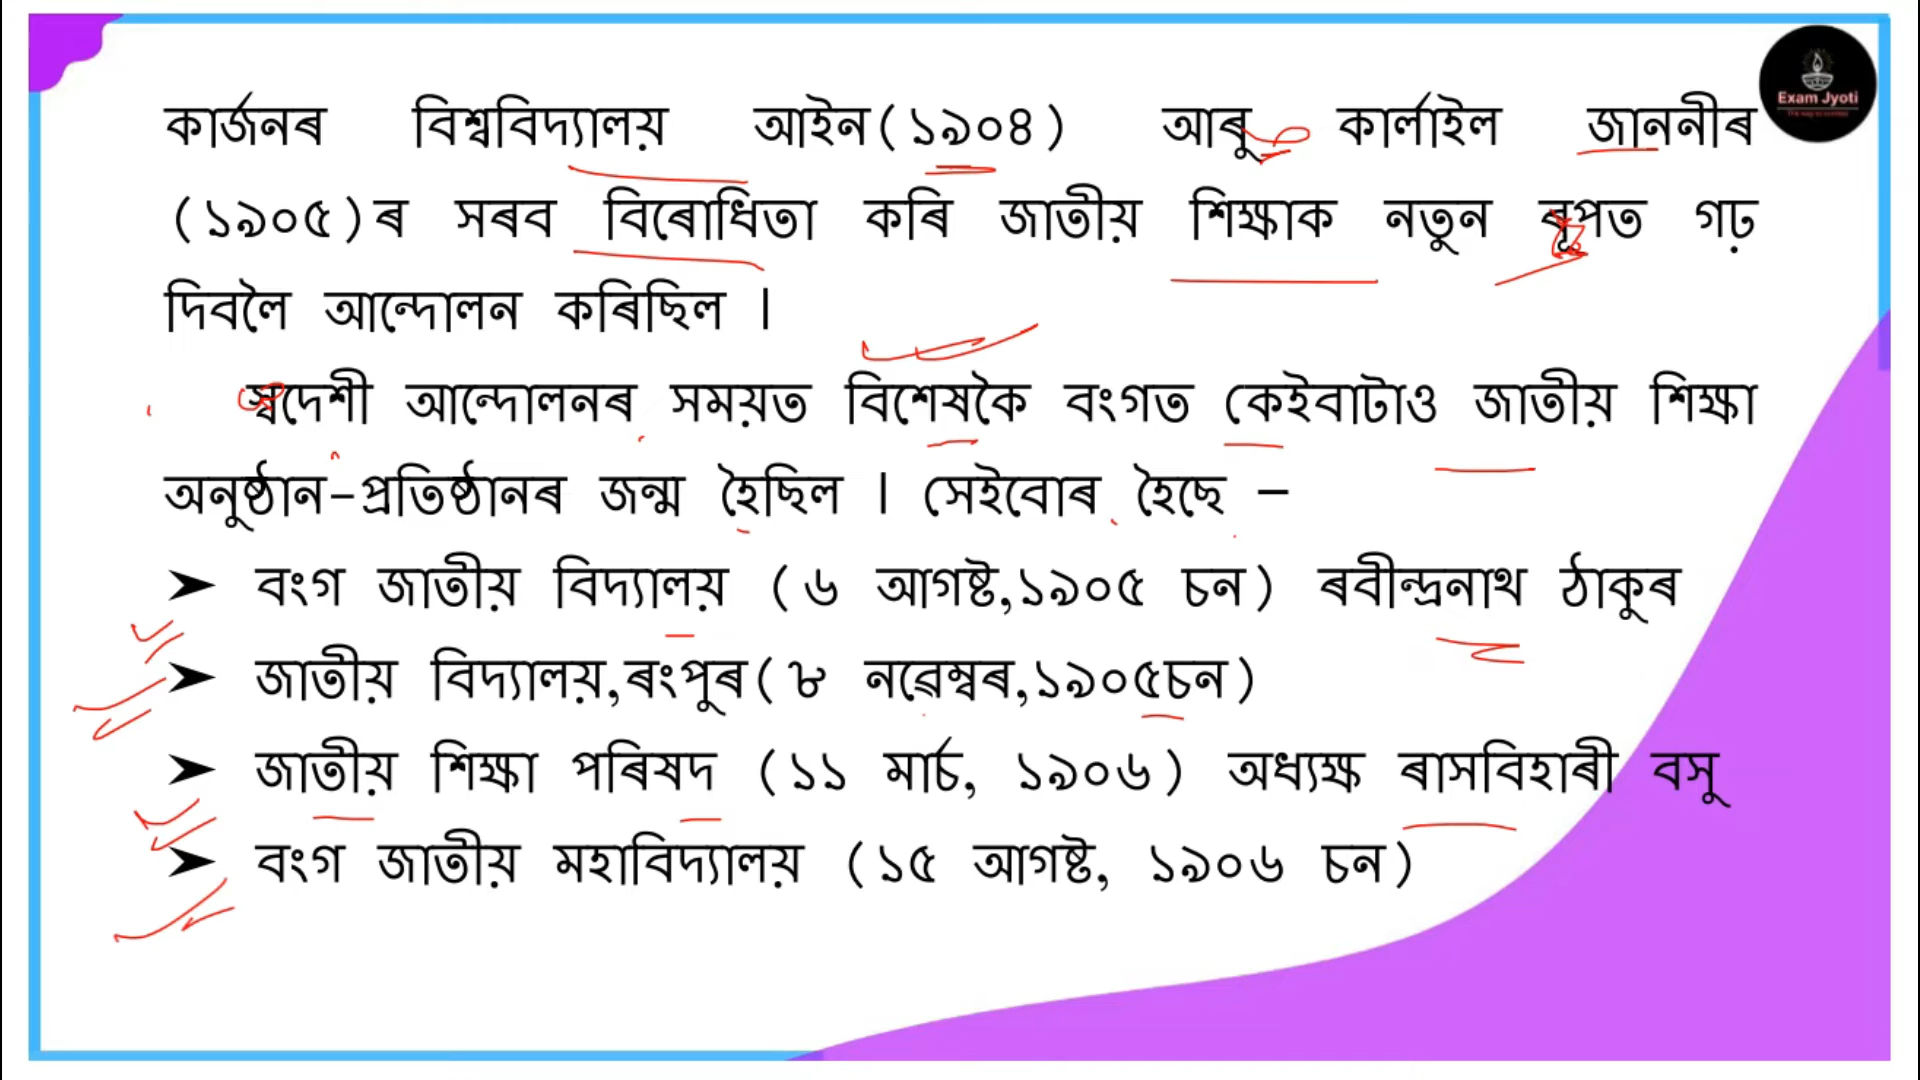 কাৰ্জনৰ বিশ্ববিদ্যালয় আইন(১৯০৪) আৰু কাৰ্লাইল জাননীৰ
(১৯০৫)ৰ সৰব বিৰোধিতা কৰি জাতীয় শিক্ষাক নতুন ৰূপত গঢ়
দিবলৈ আন্দোলন কৰিছিল ।
স্বদেশী আন্দোলনৰ সময়ত বিশেষকৈ বংগত কেইবাটাও জাতীয় শিক্ষা
অনুষ্ঠান-প্ৰতিষ্ঠানৰ জন্ম হৈছিল । সেইবোৰ হৈছে –
➤ বংগ জাতীয় বিদ্যালয় (৬ আগষ্ট,১৯০৫ চন) ৰবীন্দ্ৰনাথ ঠাকুৰ
➤ জাতীয় বিদ্যালয়,ৰংপুৰ(৮ নৱেম্বৰ,১৯০৫চন)
➤ জাতীয় শিক্ষা পৰিষদ (১১ মাৰ্চ, ১৯০৬) অধ্যক্ষ ৰাসবিহাৰী বসু
➤ বংগ জাতীয় মহাবিদ্যালয় (১৫ আগষ্ট, ১৯০৬ চন)
Exam Jyoti